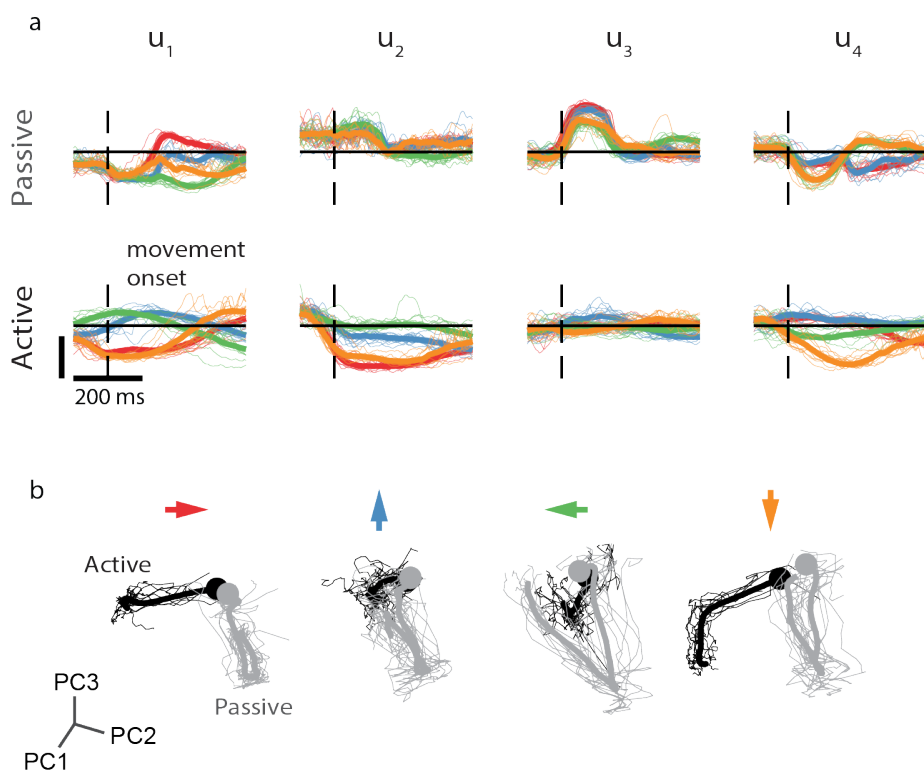 a
u1 u2 u3 u4
Passive
movement
onset
Active
200 ms
b
Active
Passive
PC3
PC2
PC1